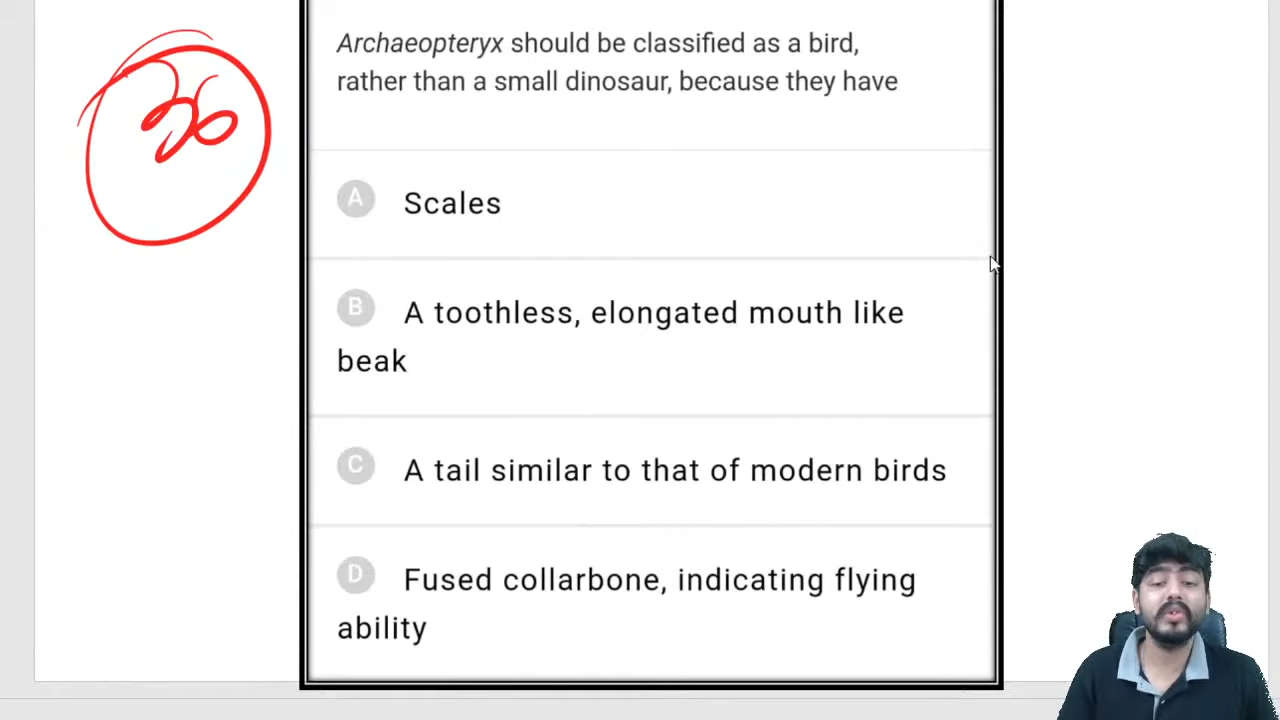 36
Archaeopteryx should be classified as a bird,
rather than a small dinosaur, because they have
A Scales
B A toothless, elongated mouth like
beak
C A tail similar to that of modern birds
D Fused collarbone, indicating flying
ability